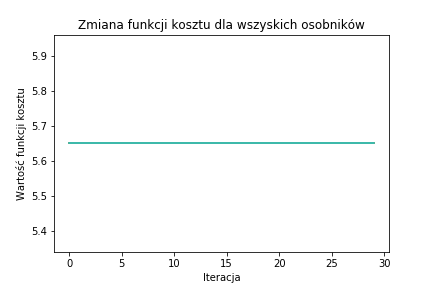 Zmiana funkcji kosztu dla wszyskich osobników
5.9
5.8
5.7
5.6
5.5
5.4
Wartość funkcji kosztu
0 5 10 15 20 25 30
Iteracja